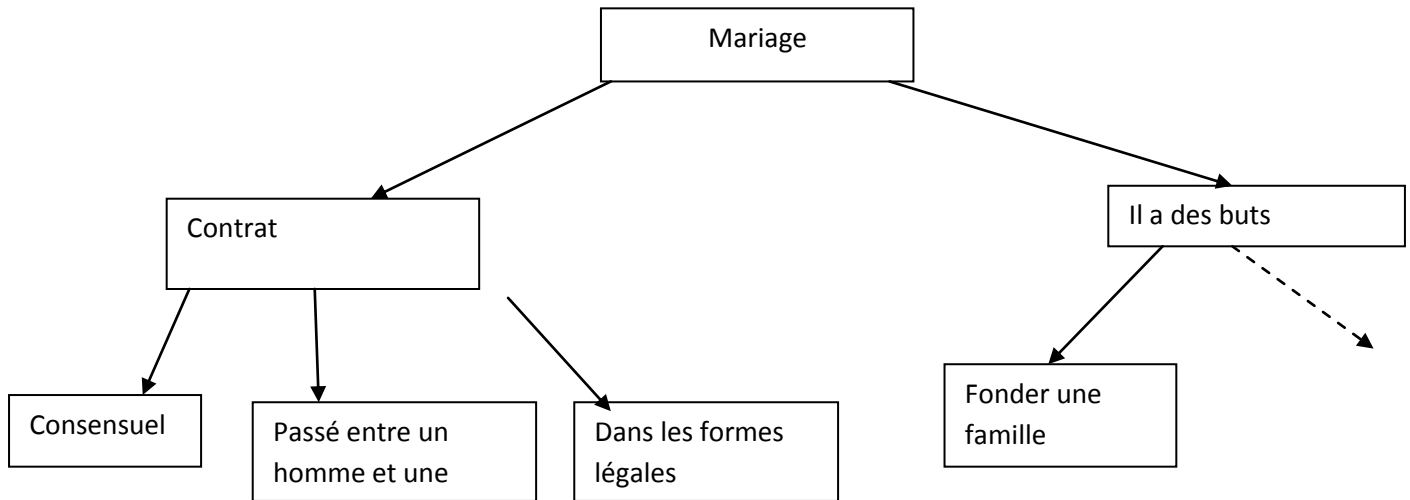 Mariage
Contrat
Il a des buts
Consensuel
Passé entre un
homme et une
Dans les formes
légales
Fonder une
famille